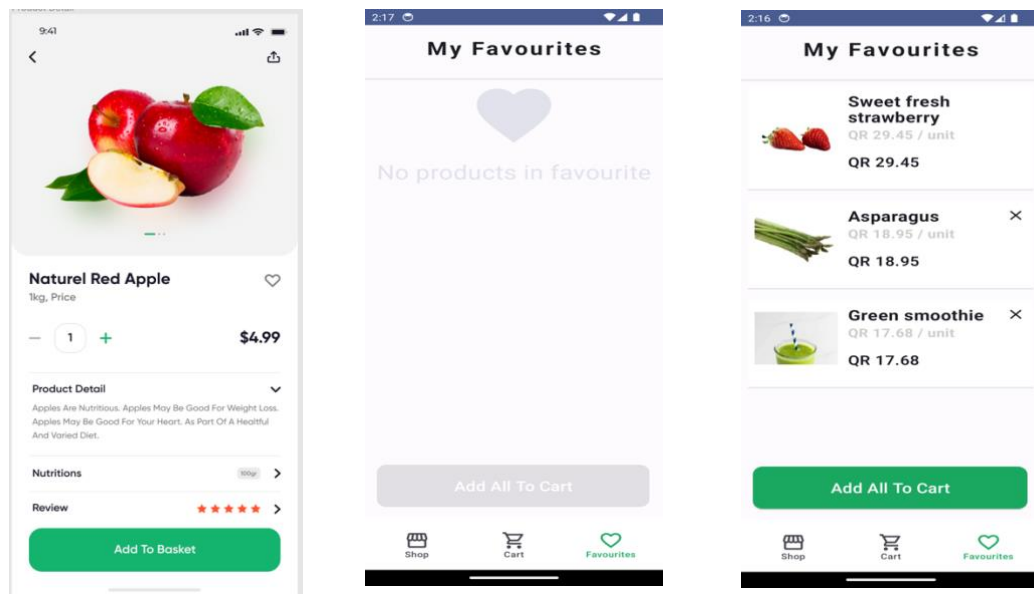 Product Detail
9:41
Naturel Red Apple
1kg, Price
1
$4.99
Product Detail
Apples Are Nutritious. Apples May Be Good For Weight Loss.
Apples May Be Good For Your Heart. As Part Of A Healtful
And Varied Diet.
Nutritions
100gr
Review
Add To Basket
2:17
My Favourites
No products in favourite
Add All To Cart
Shop
Cart
Favourites
2:16
My Favourites
Sweet fresh
strawberry
QR 29.45 / unit
QR 29.45
Asparagus
QR 18.95 / unit
QR 18.95
Green smoothie
QR 17.68 / unit
QR 17.68
Add All To Cart
Shop
Cart
Favourites